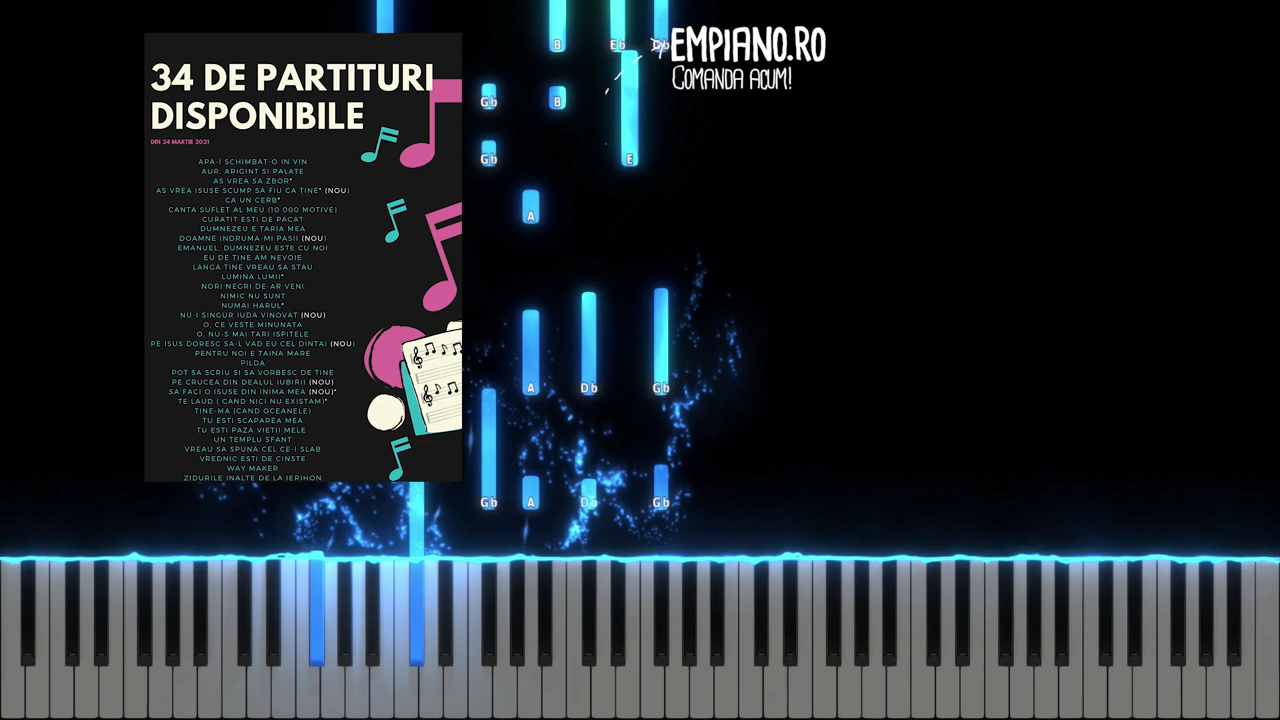 34 DE PARTITURI
DISPONIBILE
DIN 24 MARTIE 2021
APA-I SCHIMBAT-O IN VIN
AUR, ARIGINT SI PALATE
AS VREA SA ZBOR*
AS VREA ISUSE SCUMP SA FIU CA TINE* (NOU)
CA UN CERB*
CANTA SUFLET AL MEU (10 000 MOTIVE)
CURATIT ESTI DE PACAT
DUMNEZEU E TARIA MEA
DOAMNE INDRUMA-MI PASII (NOU)
EMANUEL, DUMNEZEU ESTE CU NOI
EU DE TINE AM NEVOIE
LANGA TINE VREAU SA STAU
LUMINA LUMII*
NORI NEGRI DE-AR VENI
NIMIC NU SUNT
NUMAI HARUL*
NU-I SINGUR IUDA VINOVAT (NOU)
O, CE VESTE MINUNATA
O, NU-S MAI TARI ISPITELE
PE ISUS DORESC SA-L VAD EU CEL DINTAI (NOU)
PENTRU NOI E TAINA MARE
PILDA
POT SA SCRIU SI SA VORBESC DE TINE
PE CRUCEA DIN DEALUL IUBIRII (NOU)
SA FACI O ISUSE DIN INIMA MEA (NOU)*
TE LAUD ( CAND NICI NU EXISTAM)*
TINE-MA (CAND OCEANELE)
TU ESTI SCAPAREA MEA
TU ESTI PAZA VIETII MELE
UN TEMPLU SFANT
VREAU SA SPUNA CEL CE-I SLAB
VREDNIC ESTI DE CINSTE
WAY MAKER
ZIDURILE INALTE DE LA IERIHON
EMPIANO.RO
COMANDA ACUM!
B Eb Gb
Gb B
Gb E
A
A Db Gb
Gb A Db Gb